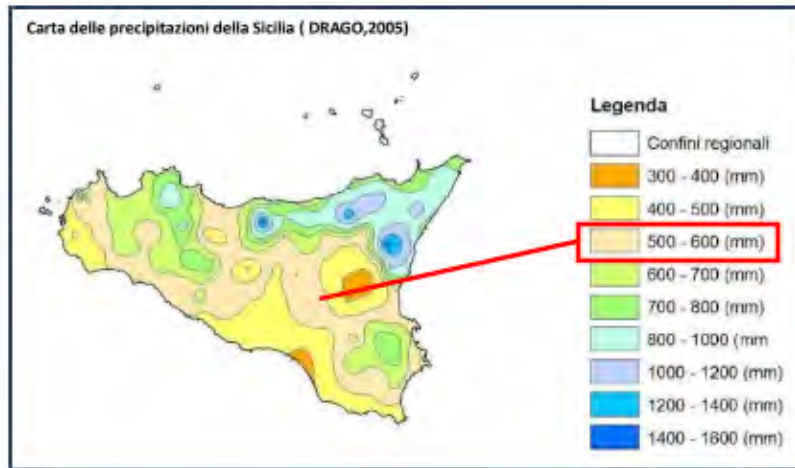 Carta delle precipitazioni della Sicilia ( DRAGO,2005)
Legenda
Confini regionali
300 - 400 (mm)
400 - 500 (mm)
500 - 600 (mm)
600 - 700 (mm)
700 - 800 (mm)
800 - 1000 (mm
1000 - 1200 (mm)
1200 - 1400 (mm)
1400 - 1600 (mm)